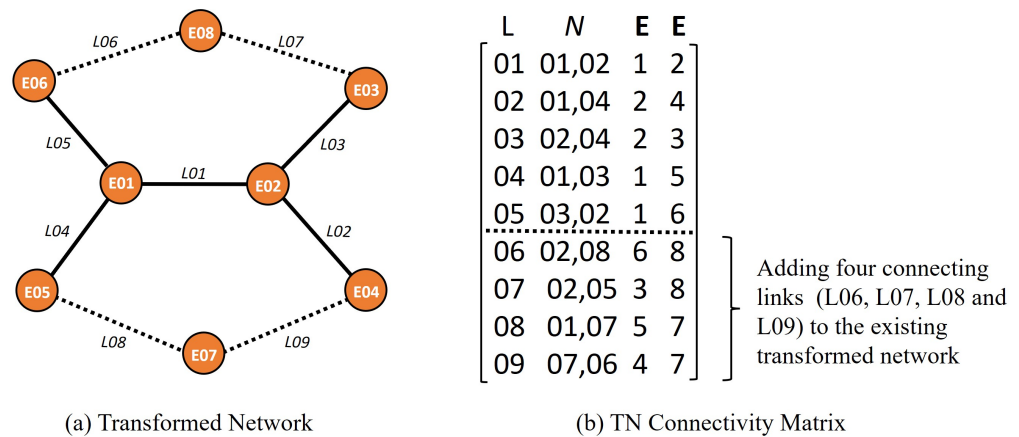 E08
L06
L07
E06
E03
L05
L03
E01
L01
E02
L04
L02
E05
E04
L08
L09
E07
(a) Transformed Network
L N E E
01 01,02 1 2
02 01,04 2 4
03 02,04 2 3
04 01,03 1 5
05 03,02 1 6
06 02,08 6 8
07 02,05 3 8
08 01,07 5 7
09 07,06 4 7
Adding four connecting
links (L06, L07, L08 and
L09) to the existing
transformed network
(b) TN Connectivity Matrix